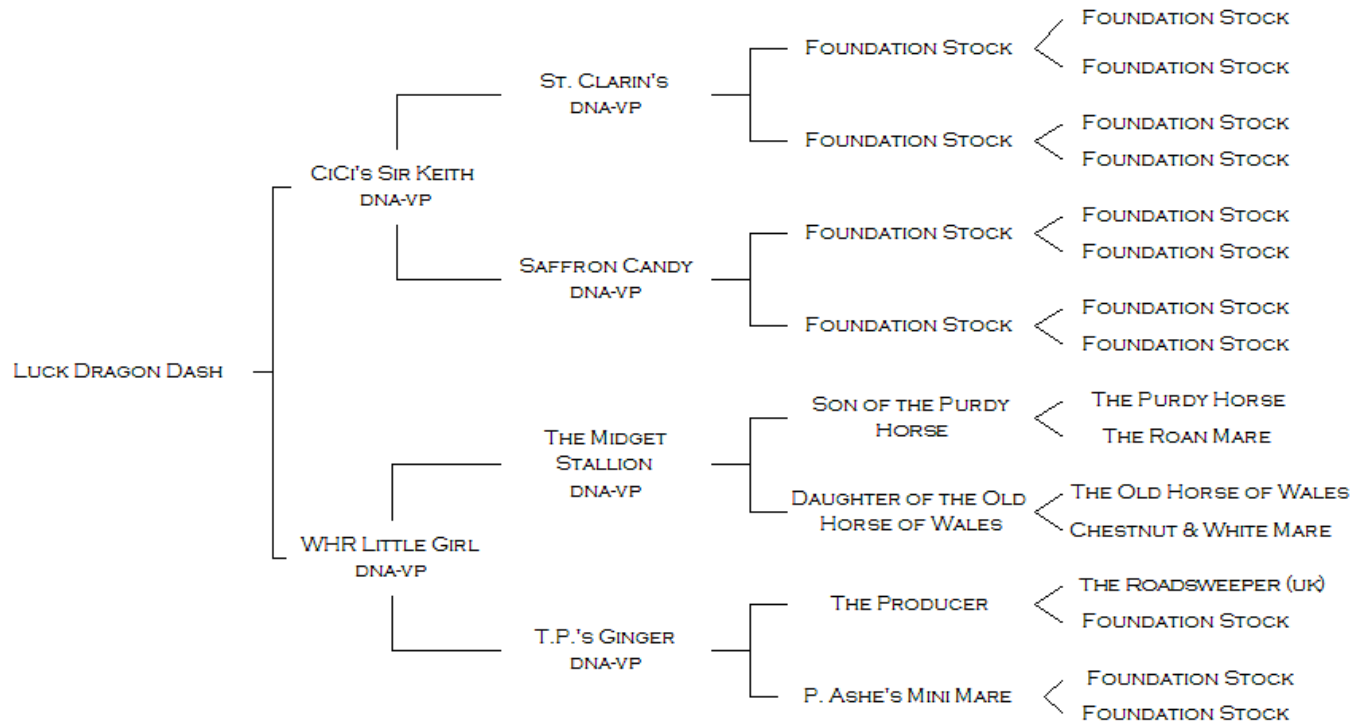 Foundation Stock
Foundation Stock
Foundation Stock
St. Clarin's
DNA-VP
Foundation Stock
Foundation Stock
Foundation Stock
CiCi's Sir Keith
DNA-VP
Foundation Stock
Foundation Stock
Foundation Stock
Saffron Candy
DNA-VP
Foundation Stock
Foundation Stock
Foundation Stock
Luck Dragon Dash
Son of the Purdy
Horse
The Purdy Horse
The Roan Mare
The Midget
Stallion
DNA-VP
Daughter of the Old
Horse of Wales
The Old Horse of Wales
Chestnut & White Mare
WHR Little Girl
DNA-VP
The Producer
The Roadsweeper (UK)
Foundation Stock
T.P.'s Ginger
DNA-VP
P. Ashe's Mini Mare
Foundation Stock
Foundation Stock